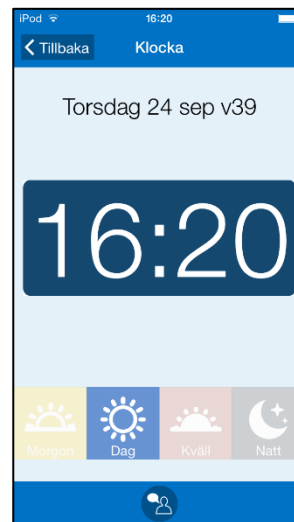 iPod 16:20
Tillbaka Klocka
Torsdag 24 sep v39
16:20
Morgon Dag Kväll Natt